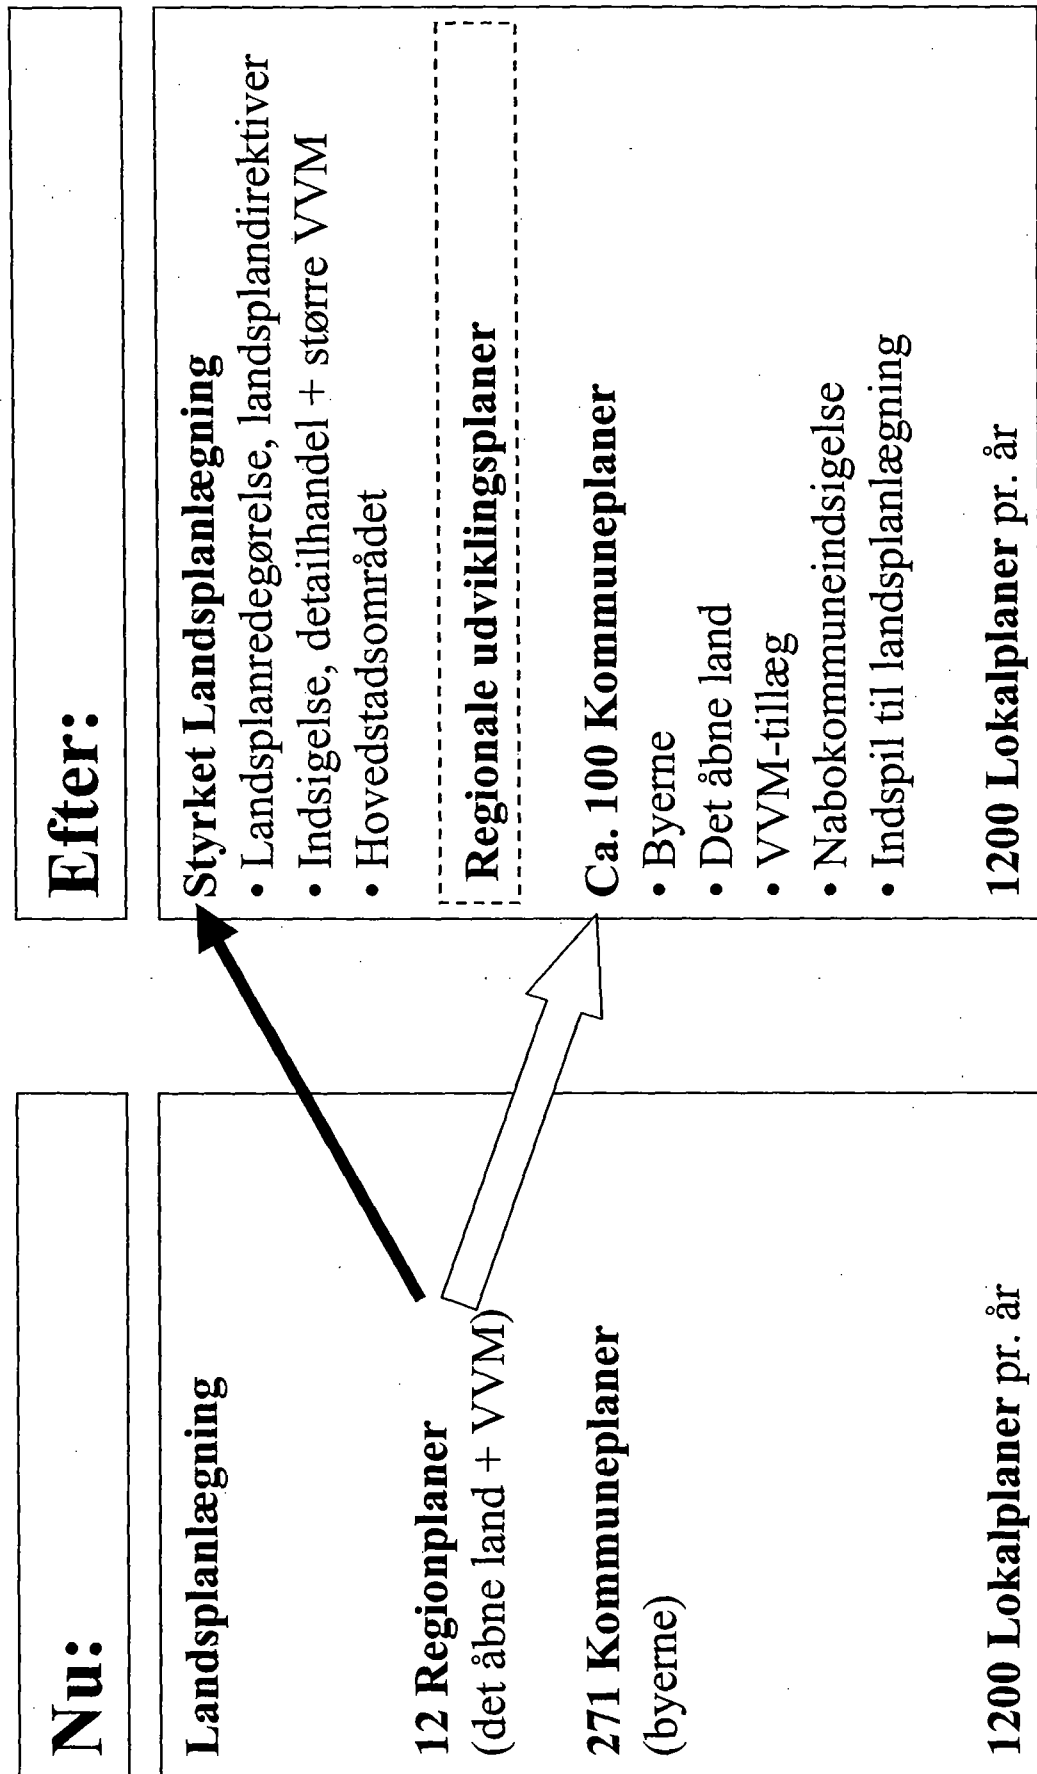 Nu:
Landsplanlægning
12 Regionplaner
(det åbne land + VVM)
271 Kommuneplaner
(byerne)
1200 Lokalplaner pr. år
Efter:
Styrket Landsplanlægning
• Landsplanredegørelse, landsplandirektiver
• Indsigelse, detailhandel + større VVM
• Hovedstadsområdet
Regionale udviklingsplaner
Ca. 100 Kommuneplaner
• Byerne
• Det åbne land
• VVM-tillæg
• Nabokommuneindsigelse
• Indspil til landsplanlægning
1200 Lokalplaner pr. år